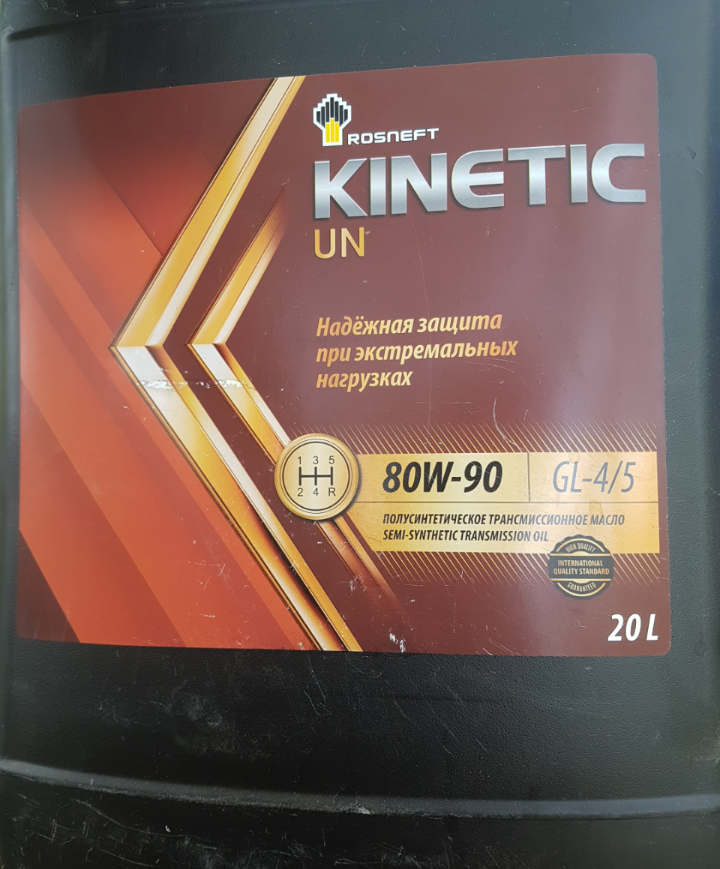 ROSNEFT
KINETIC
UN
Надёжная защита
при экстремальных
нагрузках
1 3 5
2 4 R
80W-90
GL-4/5
ПОЛУСИНТЕТИЧЕСКОЕ ТРАНСМИССИОННОЕ МАСЛО
SEMI-SYNTHETIC TRANSMISSION OIL
HIGH QUALITY
INTERNATIONAL
QUALITY STANDARD
GUARANTEED
20 L